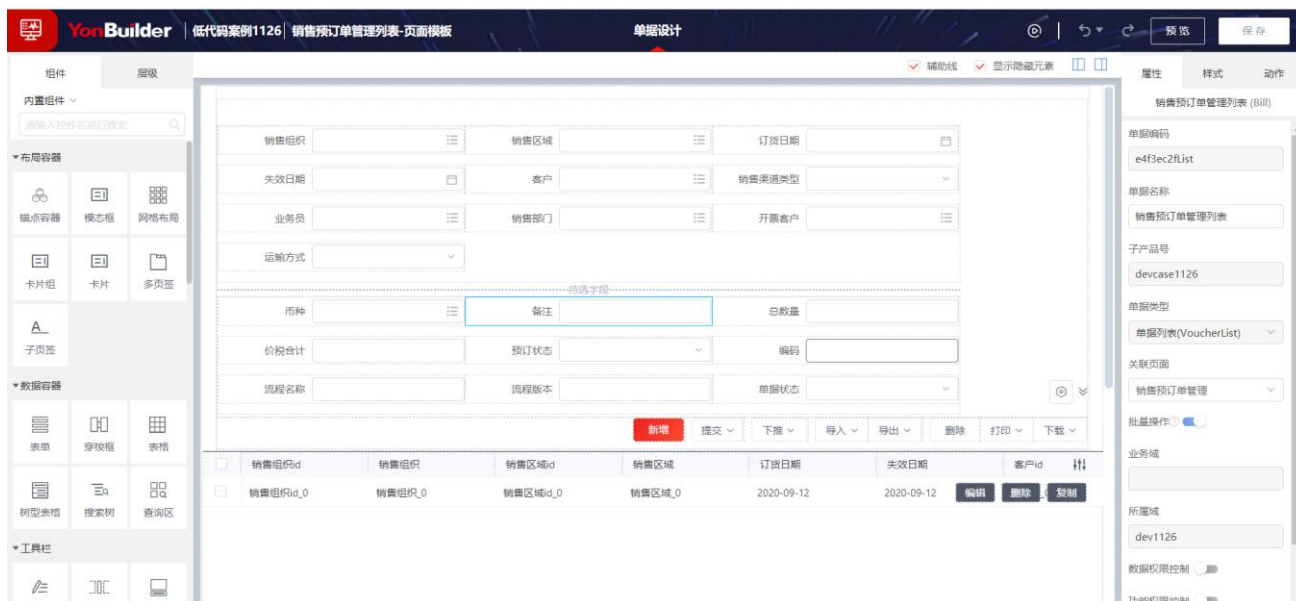 YonBuilder 低代码案例1126 销售预订单管理列表-页面模板 单据设计 预览 保存
组件 层级 辅助线 显示隐藏元素 属性 样式 动作
内置组件 销售预订单管理列表 (Bill)
请输入控件名进行搜索
布局容器
锚点容器 模态框 网格布局
卡片组 卡片 多页签
子页签
数据容器
表单 穿梭框 表格
树型表格 搜索树 查询区
工具栏
销售组织 销售区域 订货日期
失效日期 客户 销售渠道类型
业务员 销售部门 开票客户
运输方式
待选字段
币种 备注 总数量
价税合计 预订状态 编码
流程名称 流程版本 单据状态
新增 提交 下推 导入 导出 删除 打印 下载
销售组织id 销售组织 销售区域id 销售区域 订货日期 失效日期 客户id
销售组织id_0 销售组织_0 销售区域id_0 销售区域_0 2020-09-12 2020-09-12 编辑 删除 复制
单据编码
e4f3ec2fList
单据名称
销售预订单管理列表
子产品号
devcase1126
单据类型
单据列表(VoucherList)
关联页面
销售预订单管理
批量操作
业务域
所属域
dev1126
数据权限控制